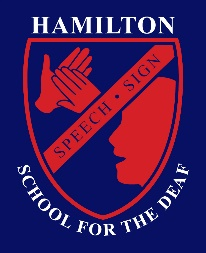 HAMILTON
SPEECH • SIGN
SCHOOL FOR THE DEAF